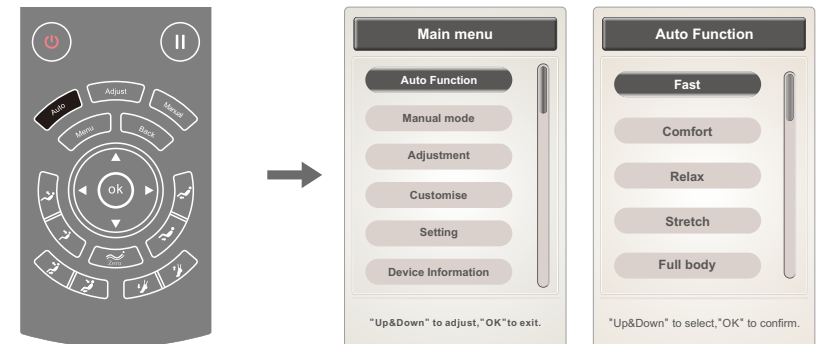 Auto
Adjust
Manual
Menu
Back
ok
Zero
Main menu
Auto Function
Manual mode
Adjustment
Customise
Setting
Device Information
"Up&Down" to adjust,"OK"to exit.
Auto Function
Fast
Comfort
Relax
Stretch
Full body
"Up&Down" to select,"OK" to confirm.